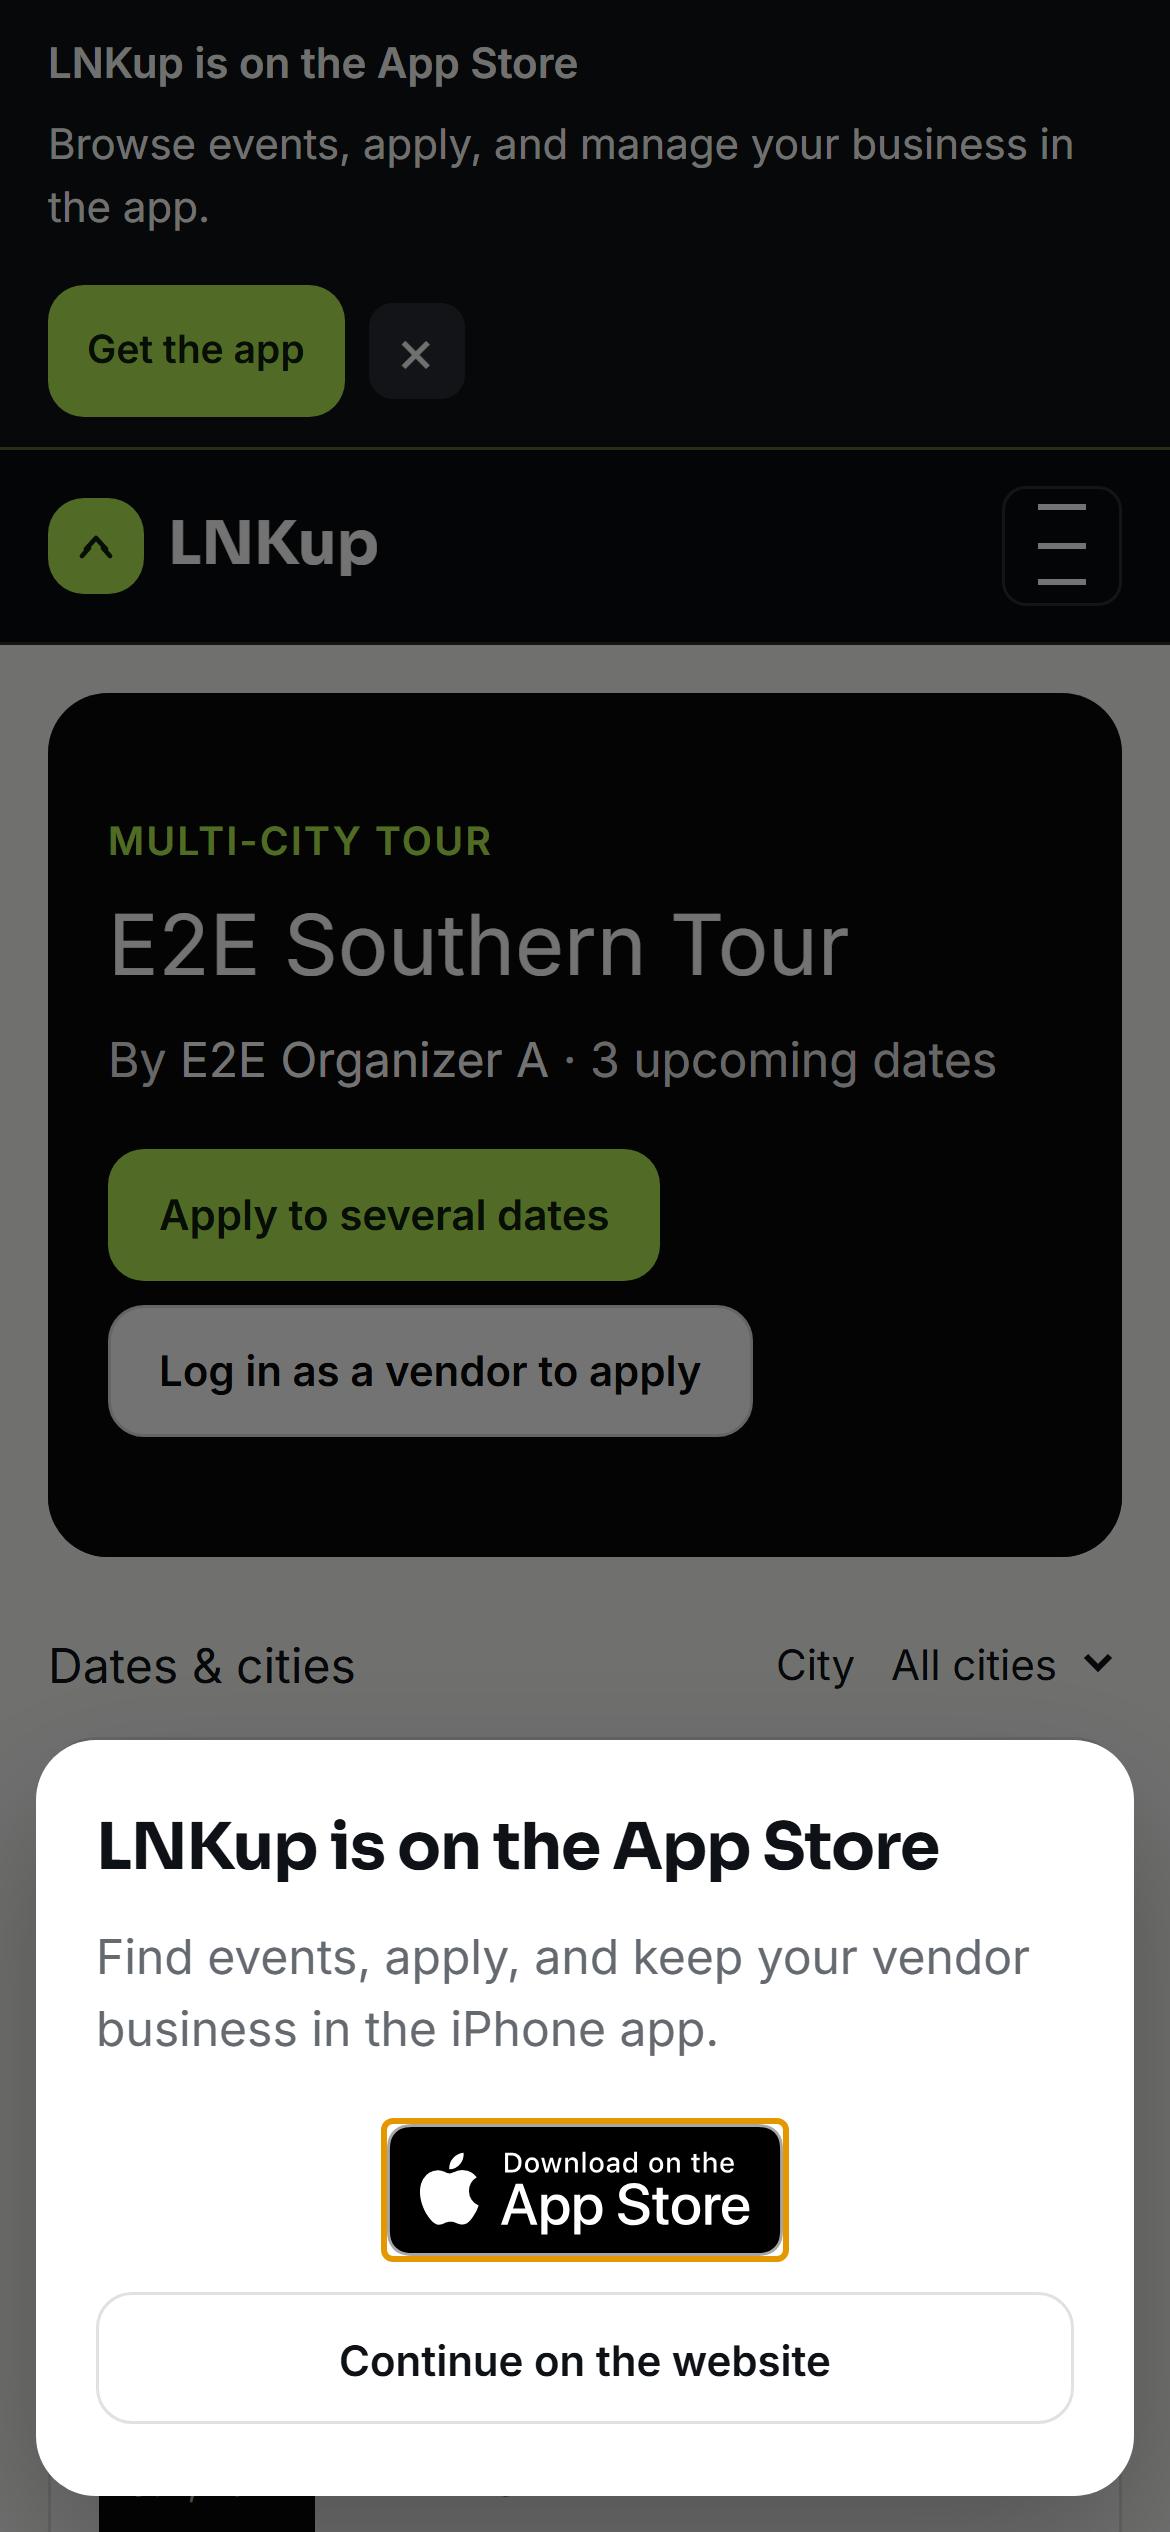 LNKup is on the App Store
Browse events, apply, and manage your business in
the app.
Get the app
LNKup
MULTI-CITY TOUR
E2E Southern Tour
By E2E Organizer A · 3 upcoming dates
Apply to several dates
Log in as a vendor to apply
Dates & cities
City All cities
LNKup is on the App Store
Find events, apply, and keep your vendor
business in the iPhone app.
Download on the
App Store
Continue on the website